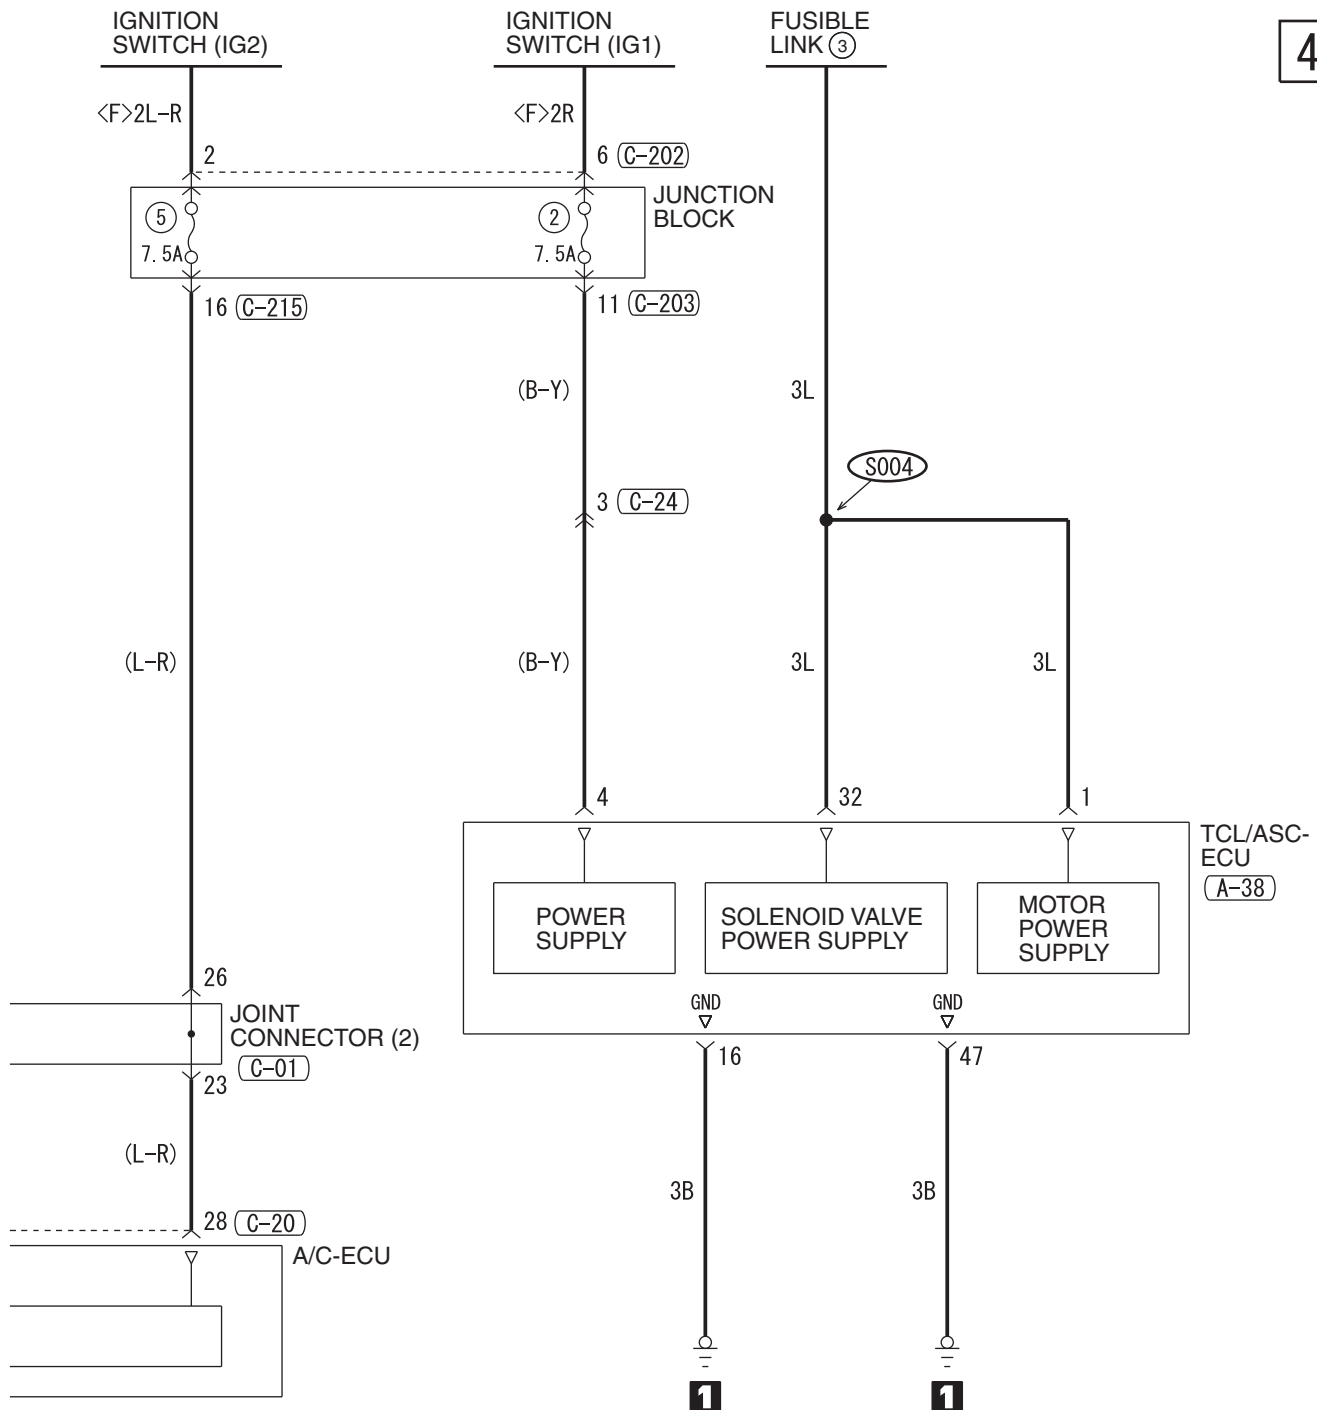 IGNITION
SWITCH (IG2)
IGNITION
SWITCH (IG1)
FUSIBLE
LINK ③
4
<F>2L-R
<F>2R
2
6 C-202
JUNCTION
BLOCK
⑤
7.5A
②
7.5A
16 C-215
11 C-203
(B-Y)
3L
S004
3 C-24
(L-R)
(B-Y)
3L
3L
4
32
1
TCL/ASC-
ECU
A-38
POWER
SUPPLY
SOLENOID VALVE
POWER SUPPLY
MOTOR
POWER
SUPPLY
GND
GND
26
JOINT
CONNECTOR (2)
C-01
23
16
47
(L-R)
3B
3B
28 C-20
A/C-ECU
1
1